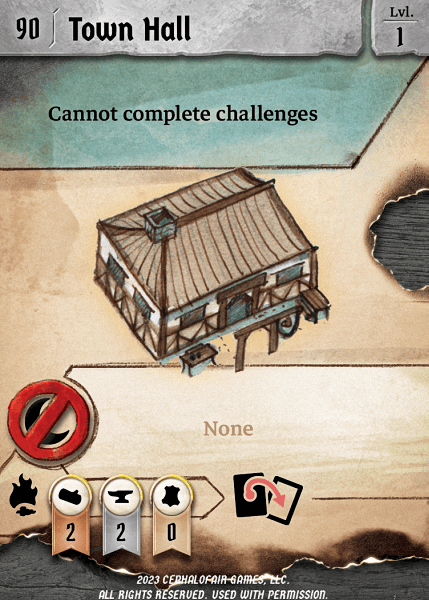 90 Town Hall
Lvl.
1
Cannot complete challenges
None
2 2 0
2023 CEPHALOFAIR GAMES, LLC.
ALL RIGHTS RESERVED. USED WITH PERMISSION.